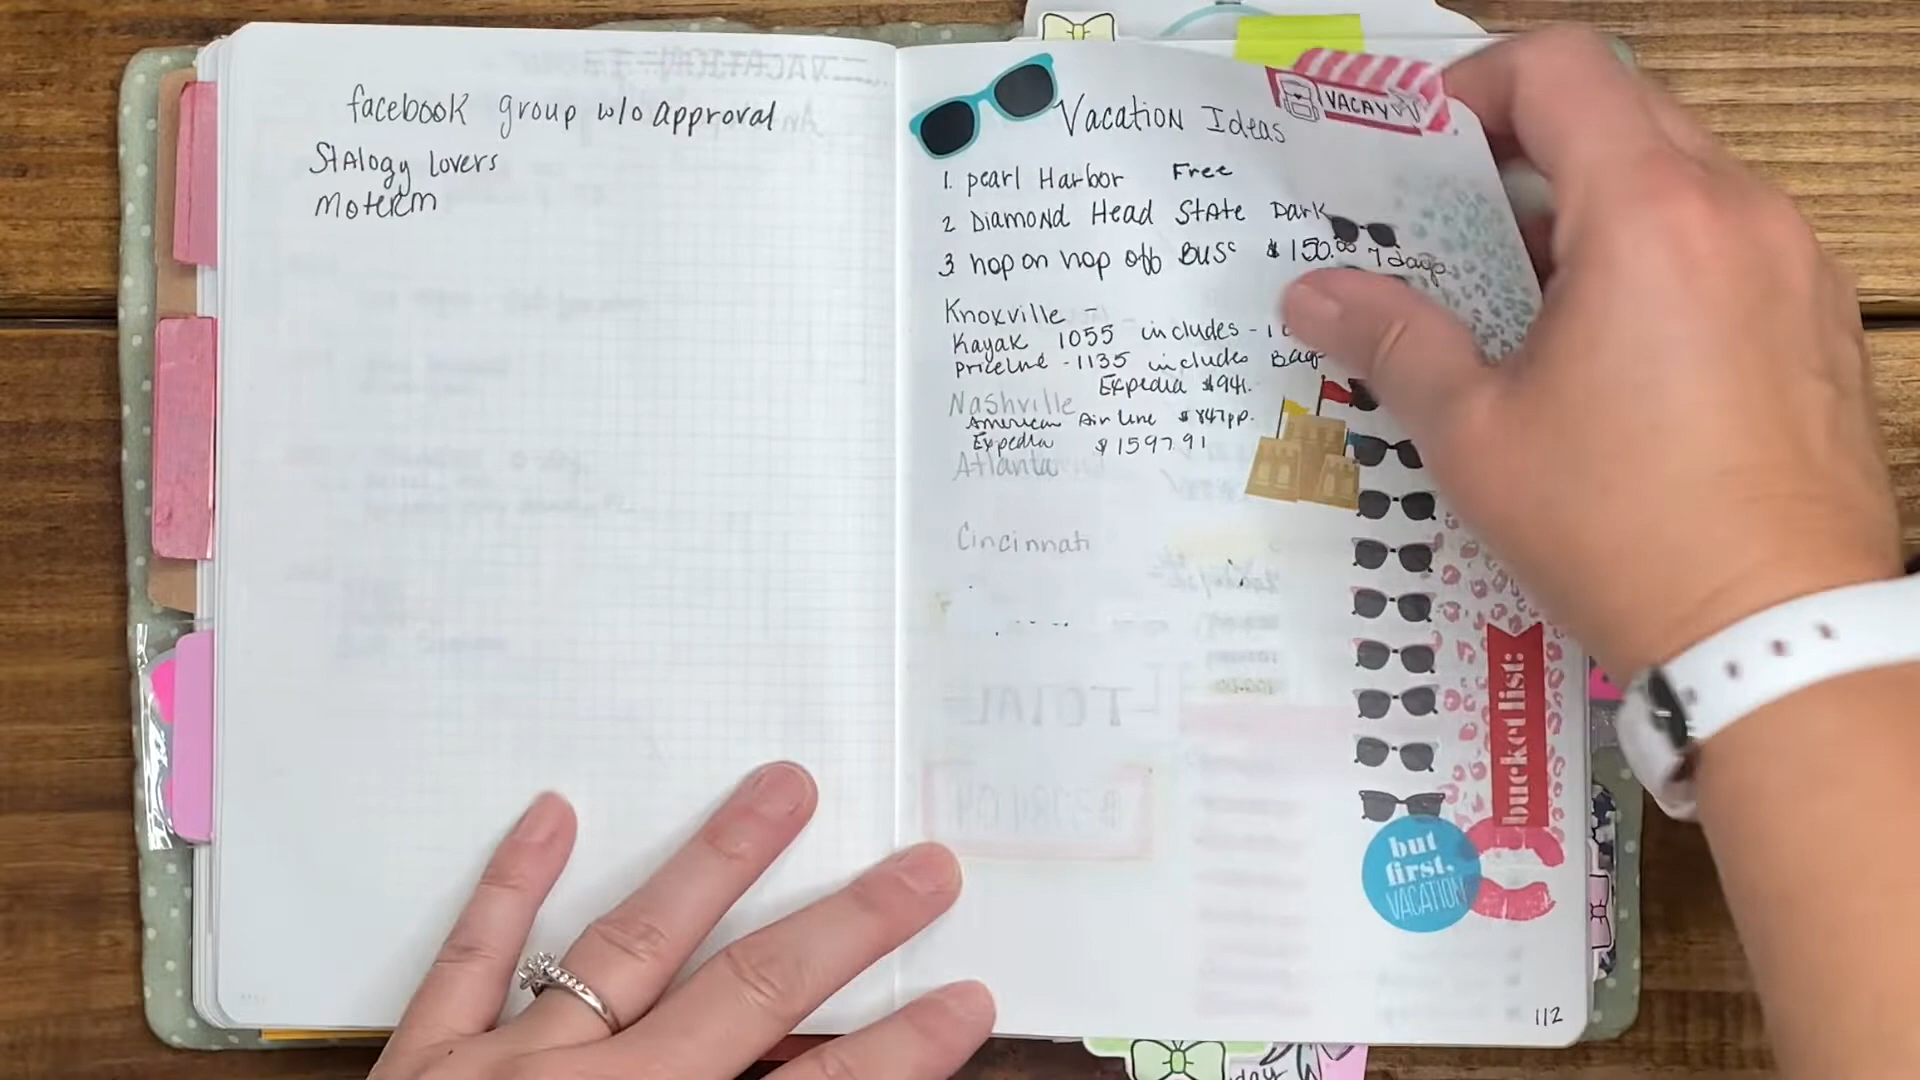 facebook group w/o approval
Stalogy Lovers
Moterm
Vacation Ideas
VACAY
1. pearl Harbor Free
2 Diamond Head State Park
3 hop on hop off Buss $150.00 7 days
Knoxville -
Kayak 1055 includes - 1
Priceline - 1135 includes Bag
Expedia $941.
Nashville
American Air line $847pp.
Expedia $1597.91
Atlanta
Cincinnati
bucket list:
but
first,
VACATION
112